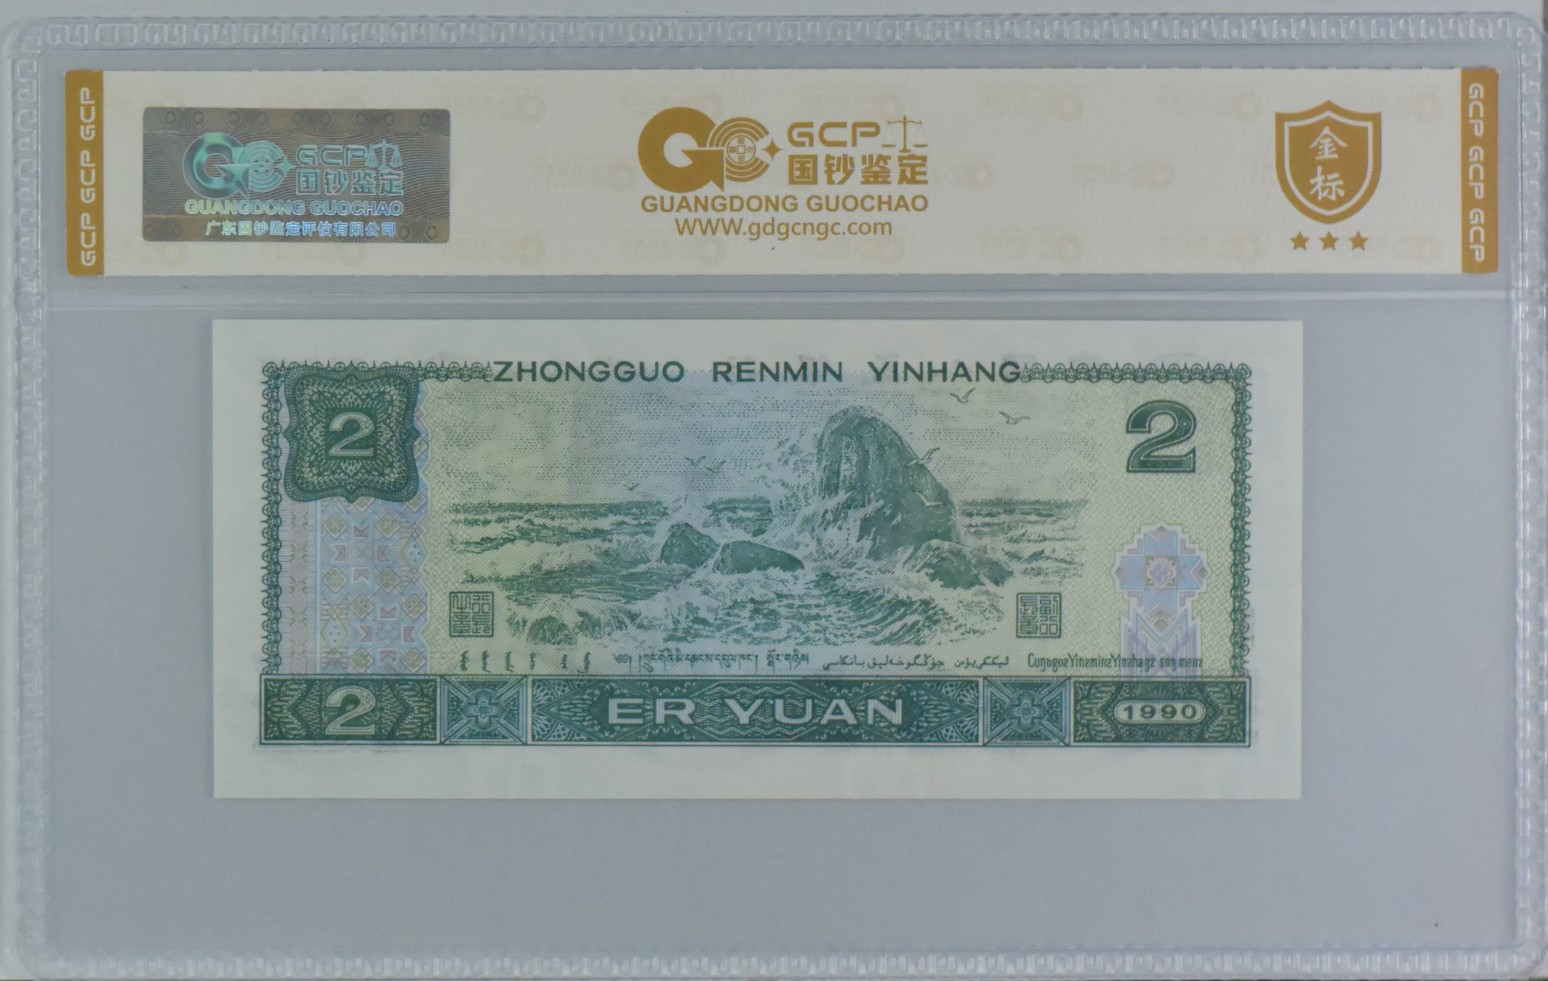 GCP GCP GCP
GCP
国钞鉴定
GUANGDONG GUOCHAO
广东国钞鉴定评估有限公司
GCP
国钞鉴定
GUANGDONG GUOCHAO
WWW.gdgcngc.com
金
标
GCP GCP GCP
ZHONGGUO RENMIN YINHANG
2
2
2
ER YUAN
1990